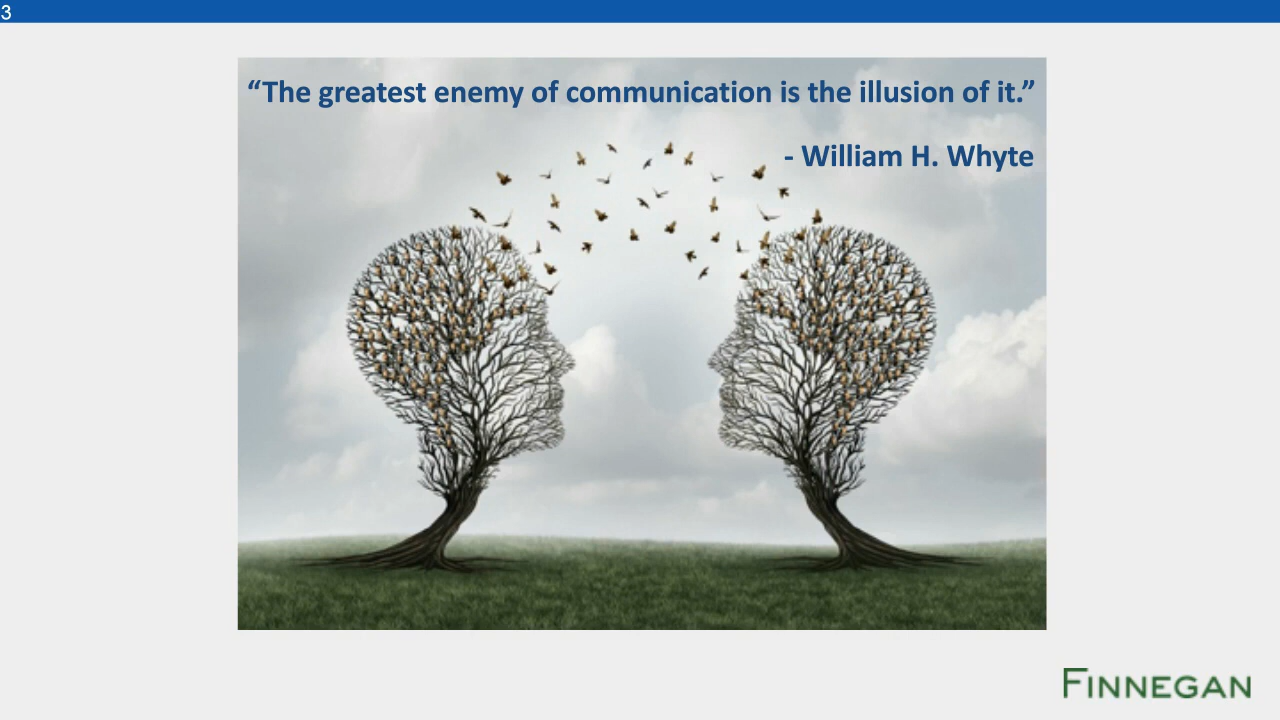 3
“The greatest enemy of communication is the illusion of it.”
- William H. Whyte
FINNEGAN